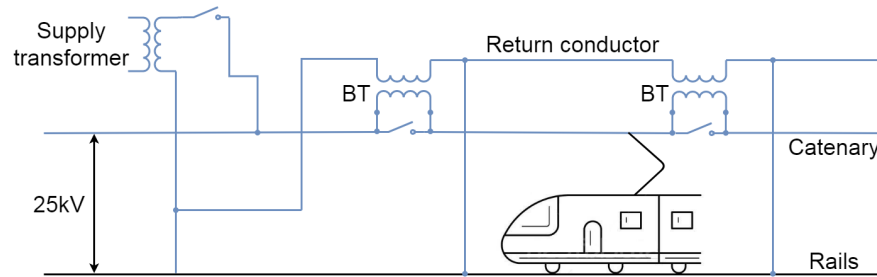 Supply
transformer
Return conductor
BT
BT
Catenary
25kV
Rails